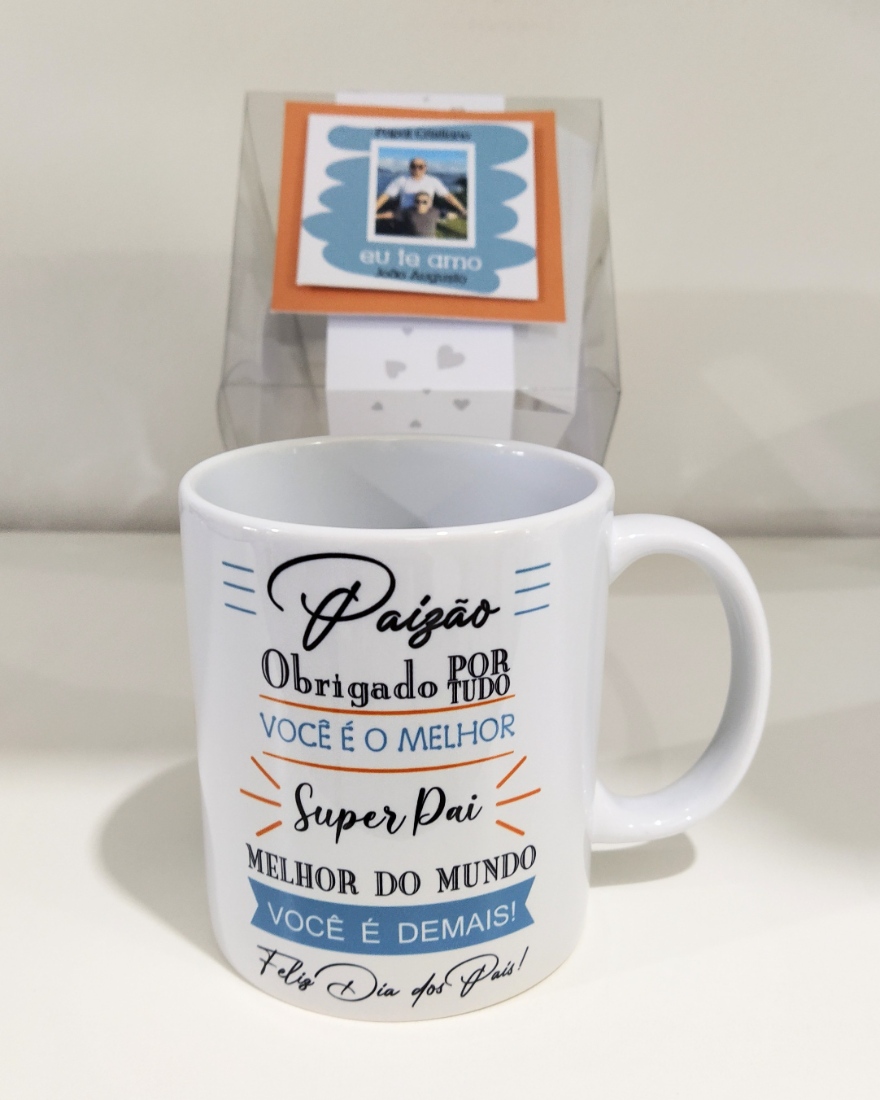 Papai Cristiano
eu te amo
João Augusto
Paizão
Obrigado POR TUDO
VOCÊ É O MELHOR
Super Pai
MELHOR DO MUNDO
VOCÊ É DEMAIS!
Feliz Dia dos Pais!